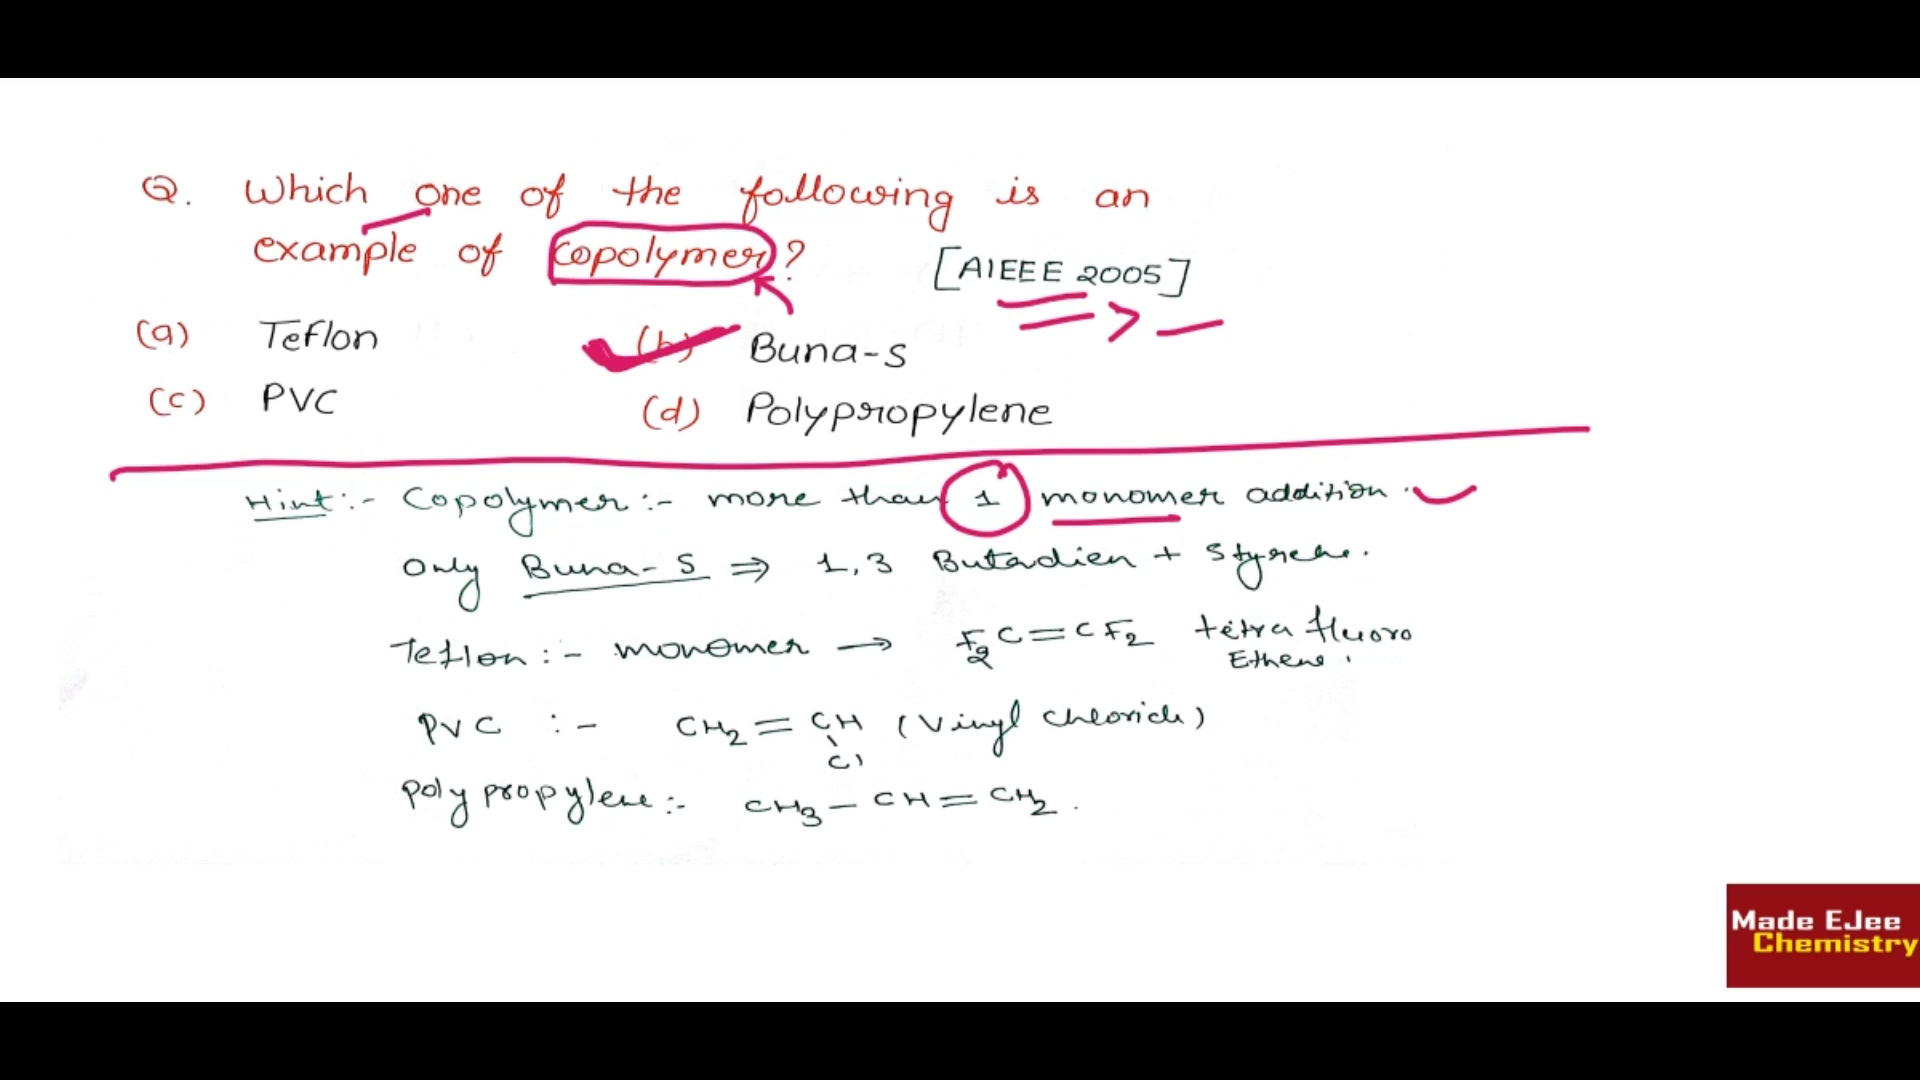 Q. Which one of the following is an
example of copolymer?
[AIEEE 2005]
(a) Teflon (b) Buna-S
(c) PVC (d) Polypropylene
Hint:- Copolymer:- more than 1 monomer addition.
Only Buna-S ⇒ 1,3 Butadien + Styrene.
Teflon:- monomer → F2C=CF2 tetra fluoro
Ethene.
PVC :- CH2=CH (Vinyl chloride)
Cl
polypropylene:- CH3-CH=CH2.
Made EJee
Chemistry